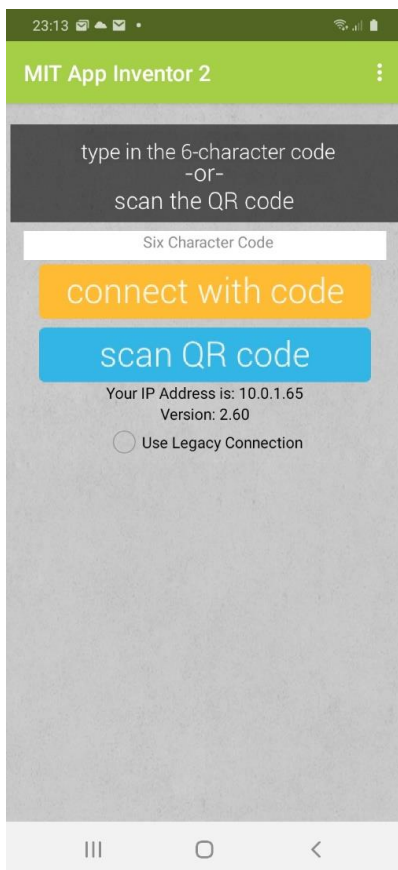 23:13
MIT App Inventor 2
type in the 6-character code
-or-
scan the QR code
Six Character Code
connect with code
scan QR code
Your IP Address is: 10.0.1.65
Version: 2.60
Use Legacy Connection